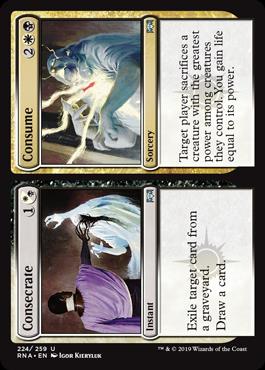 Consume 2
Sorcery
Target player sacrifices a
creature with the greatest
power among creatures
they control. You gain life
equal to its power.
Consecrate 1
Instant
Exile target card from
a graveyard.
Draw a card.
224/259 U
RNA • EN IGOR KIERYLUK
™ & © 2019 Wizards of the Coast